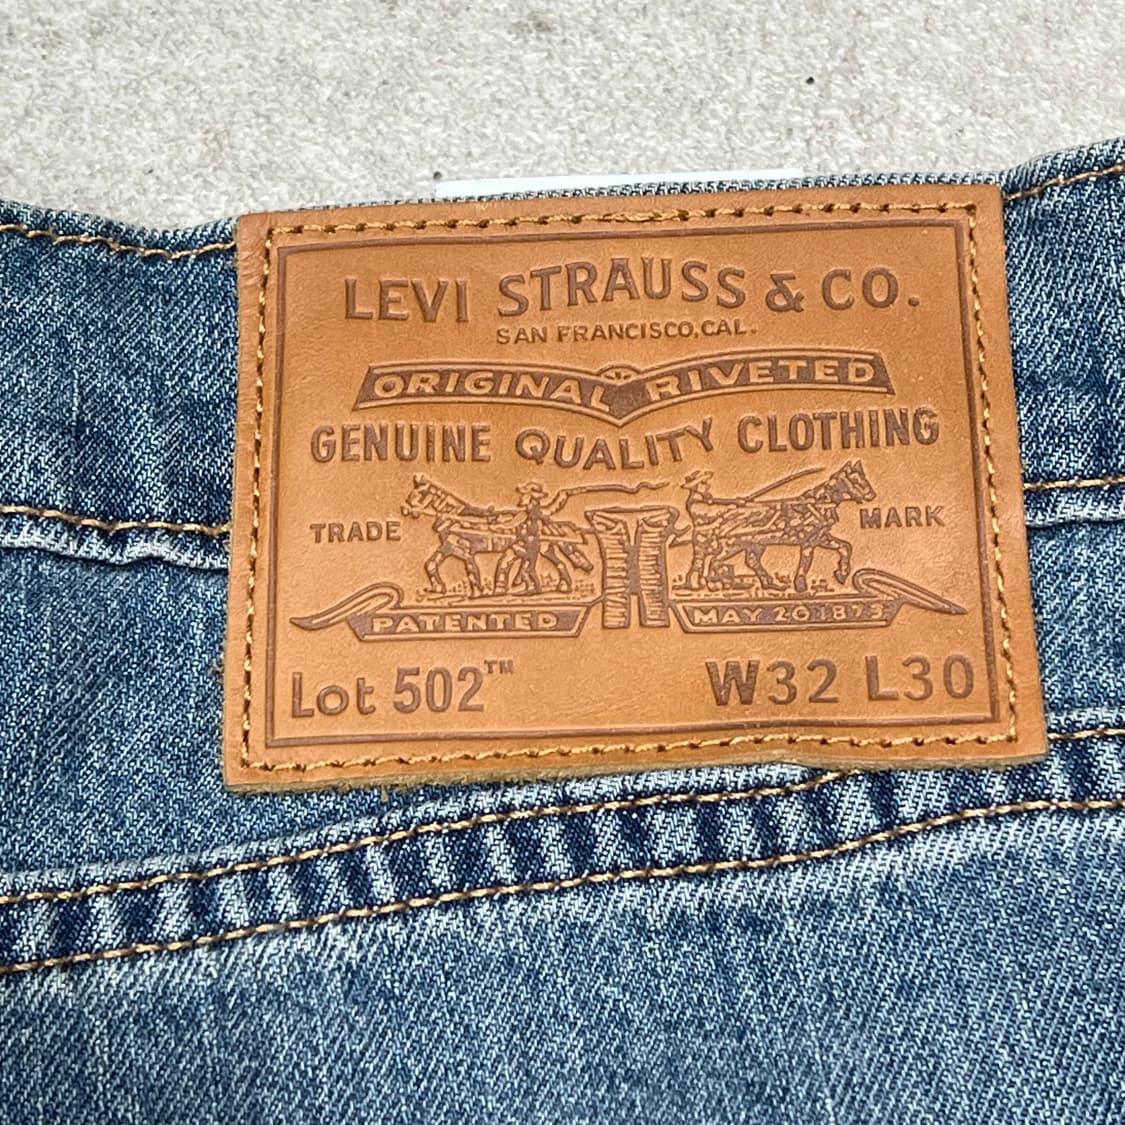 LEVI STRAUSS & CO.
SAN FRANCISCO, CAL.
ORIGINAL RIVETED
GENUINE QUALITY CLOTHING
TRADE MARK
PATENTED MAY 20 1873
Lot 502™ W32 L30